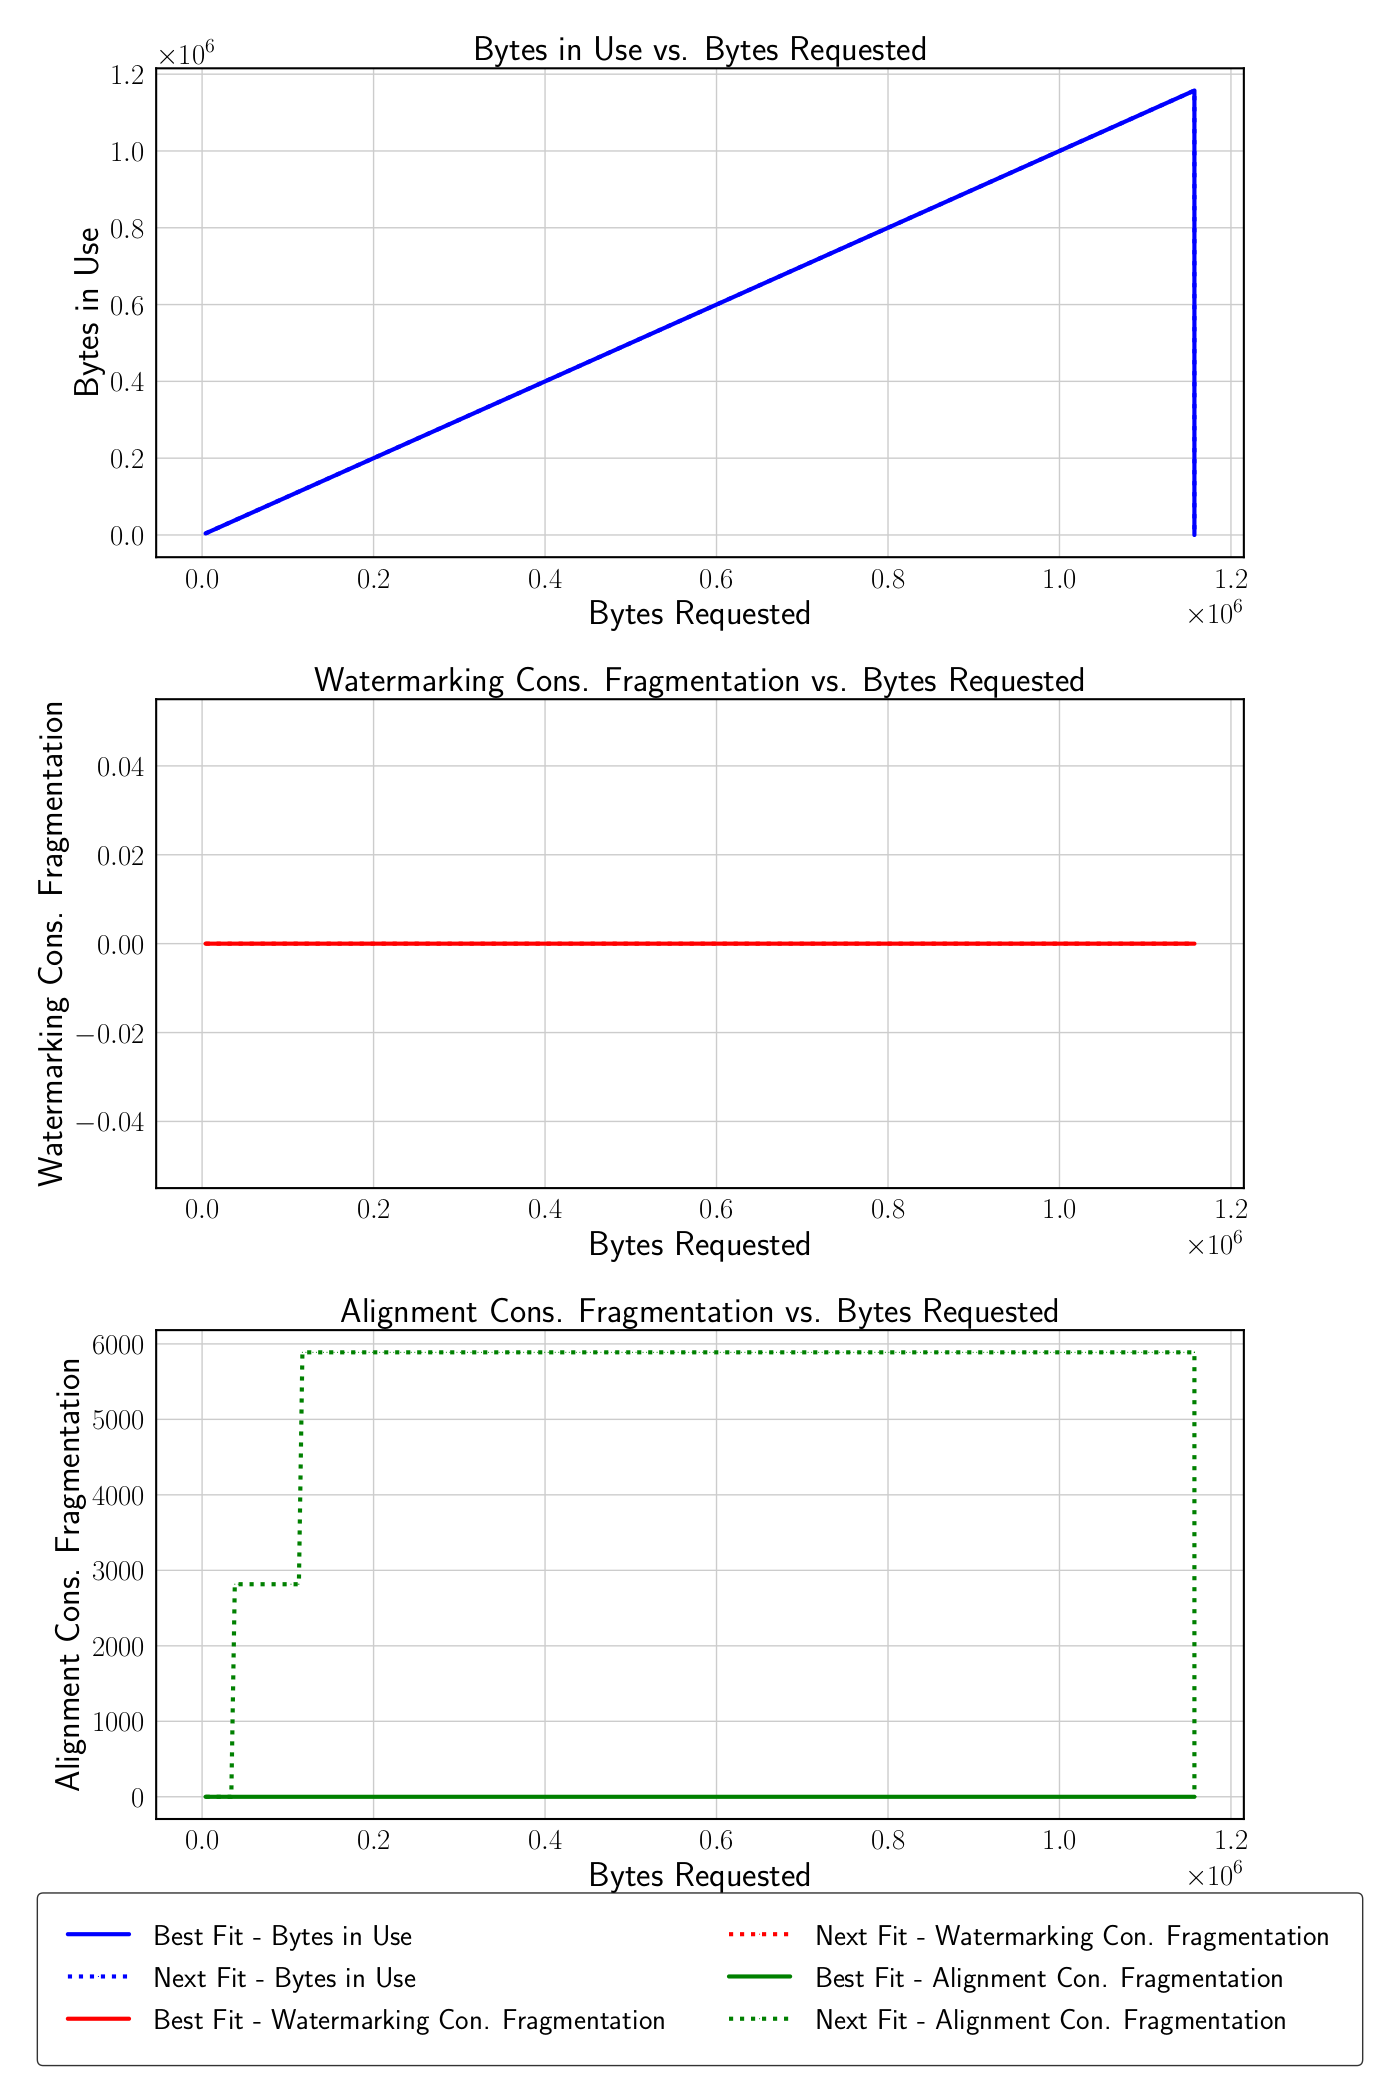 Bytes in Use vs. Bytes Requested
×10⁶
1.2
1.0
0.8
0.6
0.4
0.2
0.0
Bytes in Use
0.0 0.2 0.4 0.6 0.8 1.0 1.2
Bytes Requested
×10⁶
Watermarking Cons. Fragmentation vs. Bytes Requested
0.04
0.02
0.00
−0.02
−0.04
Watermarking Cons. Fragmentation
0.0 0.2 0.4 0.6 0.8 1.0 1.2
Bytes Requested
×10⁶
Alignment Cons. Fragmentation vs. Bytes Requested
6000
5000
4000
3000
2000
1000
0
Alignment Cons. Fragmentation
0.0 0.2 0.4 0.6 0.8 1.0 1.2
Bytes Requested
×10⁶
Best Fit - Bytes in Use
Next Fit - Bytes in Use
Best Fit - Watermarking Con. Fragmentation
Next Fit - Watermarking Con. Fragmentation
Best Fit - Alignment Con. Fragmentation
Next Fit - Alignment Con. Fragmentation